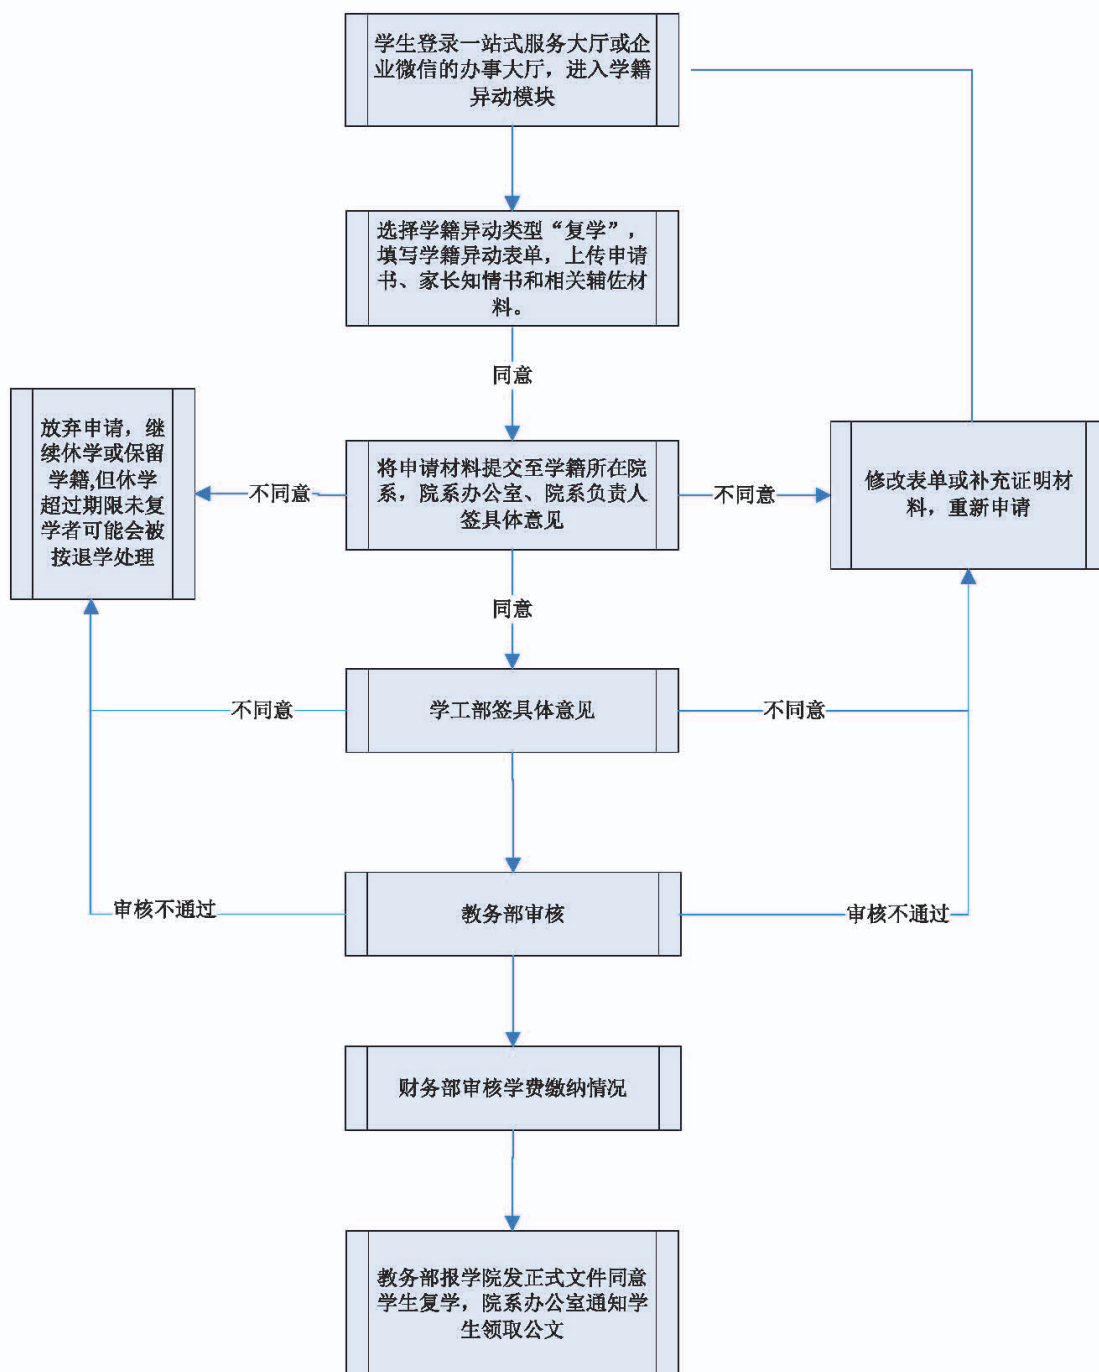 学生登录一站式服务大厅或企
业微信的办事大厅，进入学籍
异动模块
选择学籍异动类型“复学”，
填写学籍异动表单，上传申请
书、家长知情书和相关辅佐材
料。
同意
放弃申请，继
续休学或保留
学籍,但休学
超过期限未复
学者可能会被
按退学处理
不同意
将申请材料提交至学籍所在院
系，院系办公室、院系负责人
签具体意见
不同意
修改表单或补充证明材
料，重新申请
同意
不同意
学工部签具体意见
不同意
审核不通过
教务部审核
审核不通过
财务部审核学费缴纳情况
教务部报学院发正式文件同意
学生复学，院系办公室通知学
生领取公文